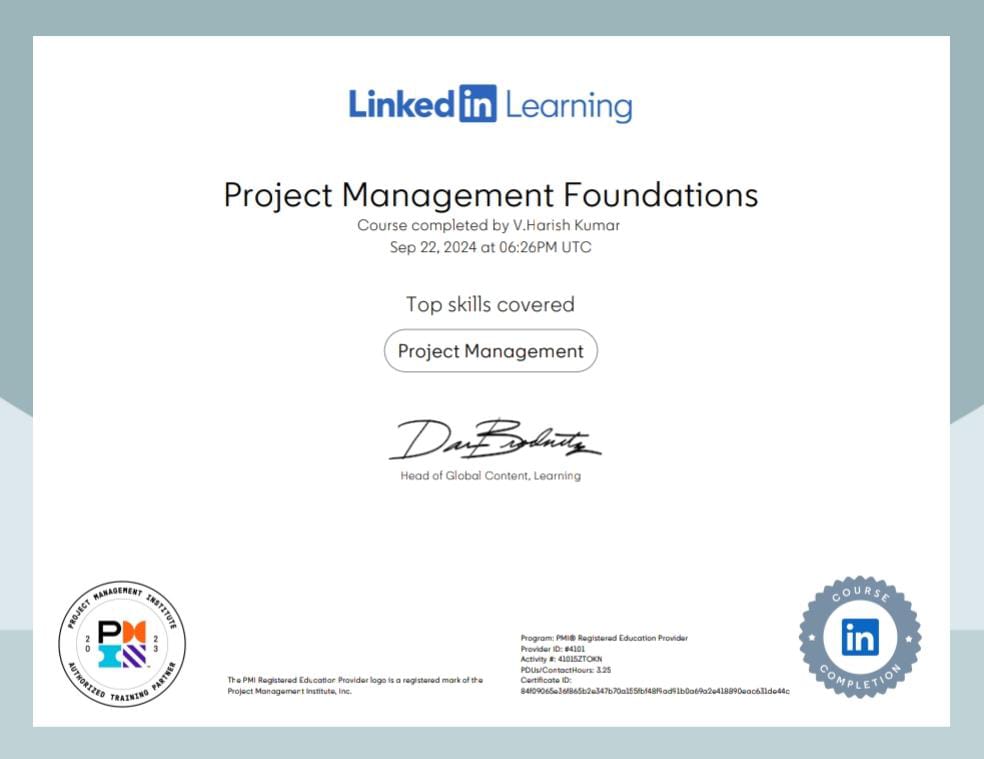 Linked in Learning
Project Management Foundations
Course completed by V.Harish Kumar
Sep 22, 2024 at 06:26PM UTC
Top skills covered
Project Management
Head of Global Content, Learning
PROJECT MANAGEMENT INSTITUTE
PM
20 23
AUTHORIZED TRAINING PARTNER
The PMI Registered Education Provider logo is a registered mark of the
Project Management Institute, Inc.
Program: PMI® Registered Education Provider
Provider ID: #4101
Activity #: 41015ZTOKN
PDUs/ContactHours: 3.25
Certificate ID:
COURSE
in
COMPLETION